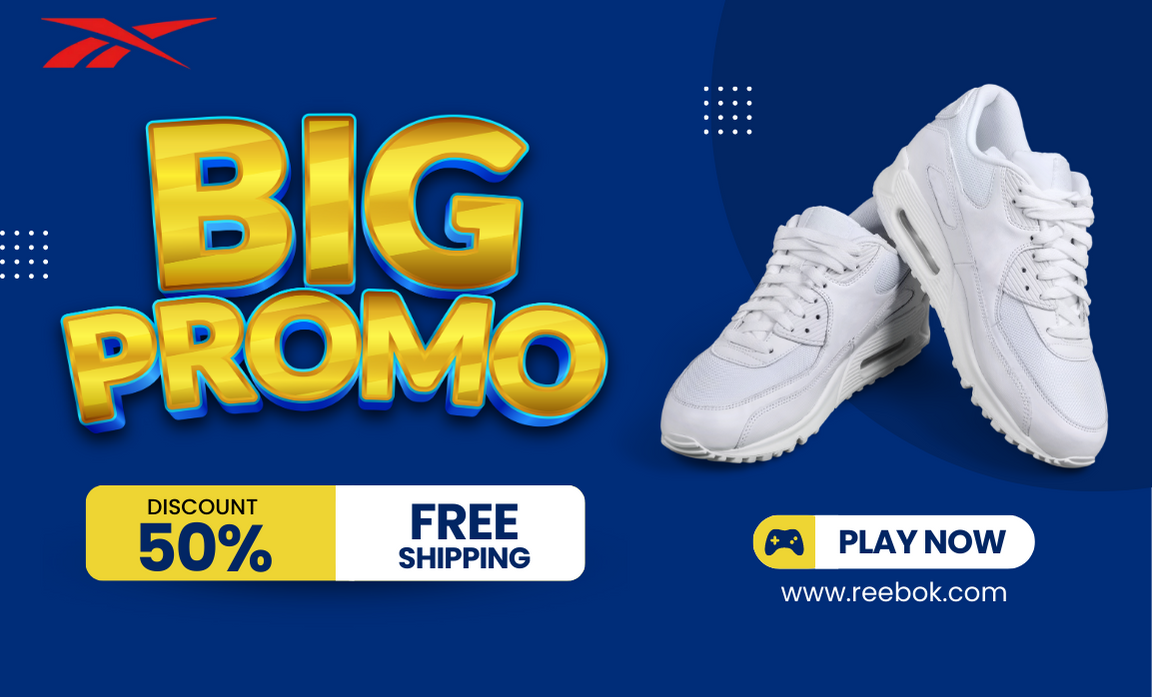 BIG
PROMO
DISCOUNT
50%
FREE
SHIPPING
PLAY NOW
www.reebok.com